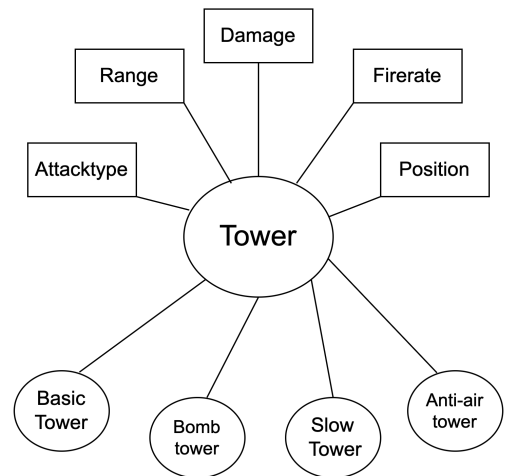 Damage
Range
Firerate
Attacktype
Position
Tower
Basic
Tower
Bomb
tower
Slow
Tower
Anti-air
tower